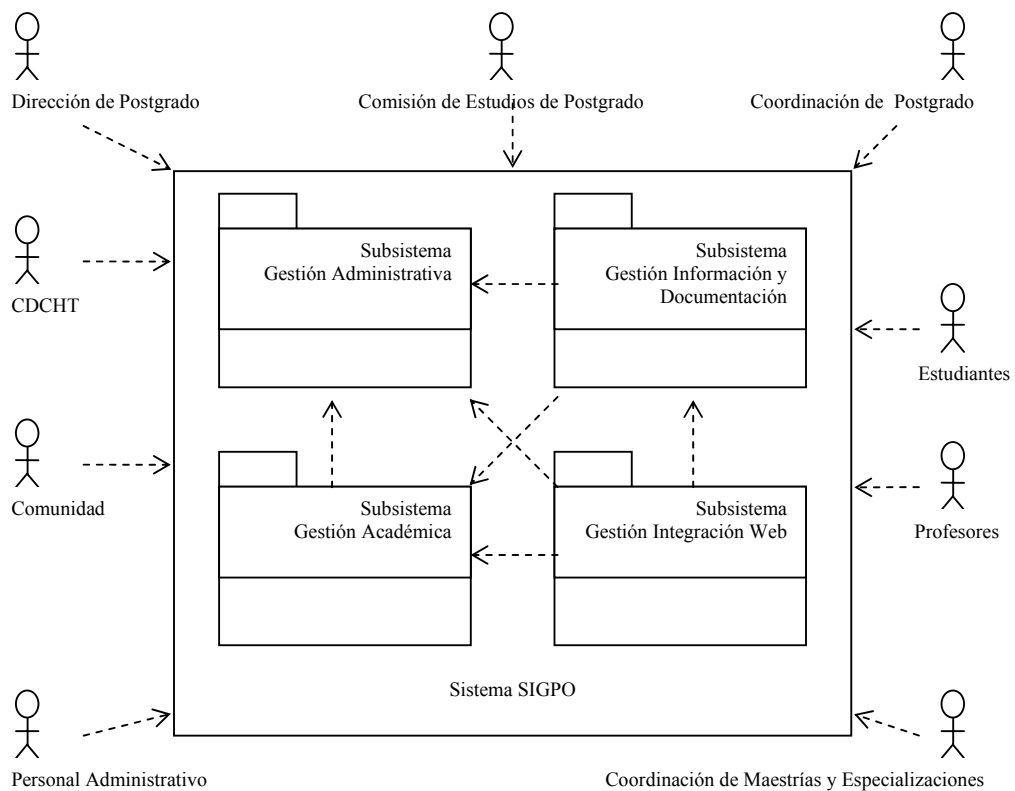 Dirección de Postgrado
Comisión de Estudios de Postgrado
Coordinación de Postgrado
Subsistema
Gestión Administrativa
Subsistema
Gestión Información y
Documentación
CDCHT
Estudiantes
Comunidad
Subsistema
Gestión Académica
Subsistema
Gestión Integración Web
Profesores
Sistema SIGPO
Personal Administrativo
Coordinación de Maestrías y Especializaciones